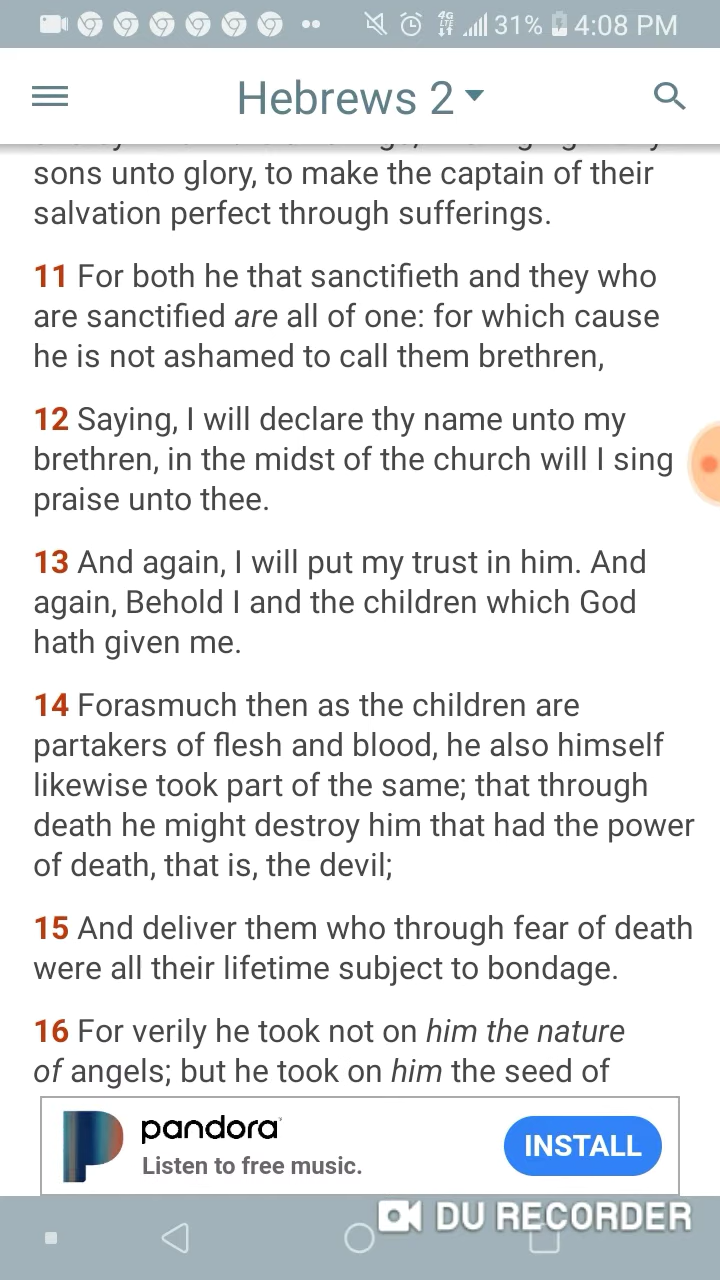 31% 4:08 PM
Hebrews 2
sons unto glory, to make the captain of their
salvation perfect through sufferings.
11 For both he that sanctifieth and they who
are sanctified are all of one: for which cause
he is not ashamed to call them brethren,
12 Saying, I will declare thy name unto my
brethren, in the midst of the church will I sing
praise unto thee.
13 And again, I will put my trust in him. And
again, Behold I and the children which God
hath given me.
14 Forasmuch then as the children are
partakers of flesh and blood, he also himself
likewise took part of the same; that through
death he might destroy him that had the power
of death, that is, the devil;
15 And deliver them who through fear of death
were all their lifetime subject to bondage.
16 For verily he took not on him the nature
of angels; but he took on him the seed of
pandora
Listen to free music.
INSTALL
DU RECORDER